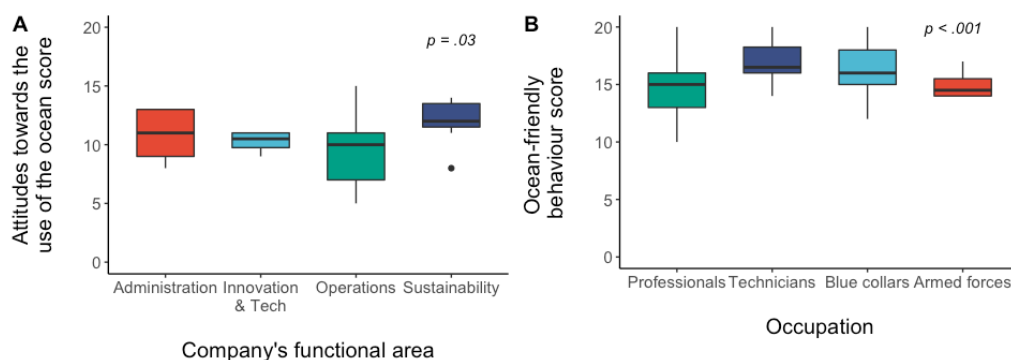 A
Attitudes towards the
use of the ocean score
20
15
10
5
0
p = .03
Administration Innovation Operations Sustainability
& Tech
Company's functional area
B
Ocean-friendly
behaviour score
20
15
10
5
0
p < .001
Professionals Technicians Blue collars Armed forces
Occupation